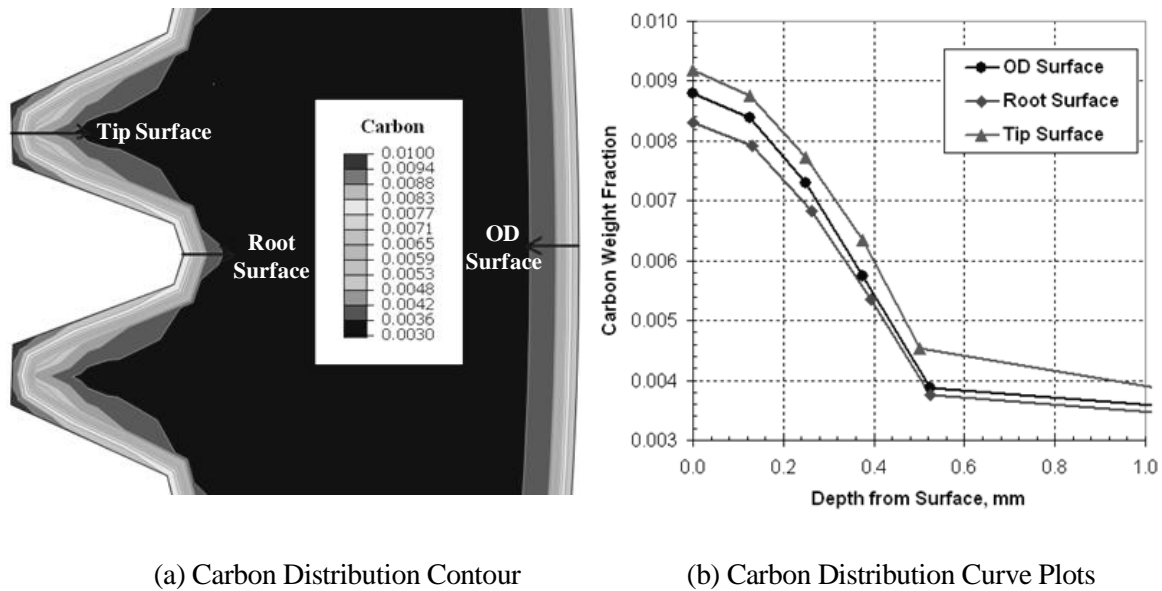 Tip Surface
Root
Surface
OD
Surface
Carbon
0.0100
0.0094
0.0088
0.0083
0.0077
0.0071
0.0065
0.0059
0.0053
0.0048
0.0042
0.0036
0.0030
(a) Carbon Distribution Contour
Carbon Weight Fraction
0.010
0.009
0.008
0.007
0.006
0.005
0.004
0.003
OD Surface
Root Surface
Tip Surface
0.0 0.2 0.4 0.6 0.8 1.0
Depth from Surface, mm
(b) Carbon Distribution Curve Plots